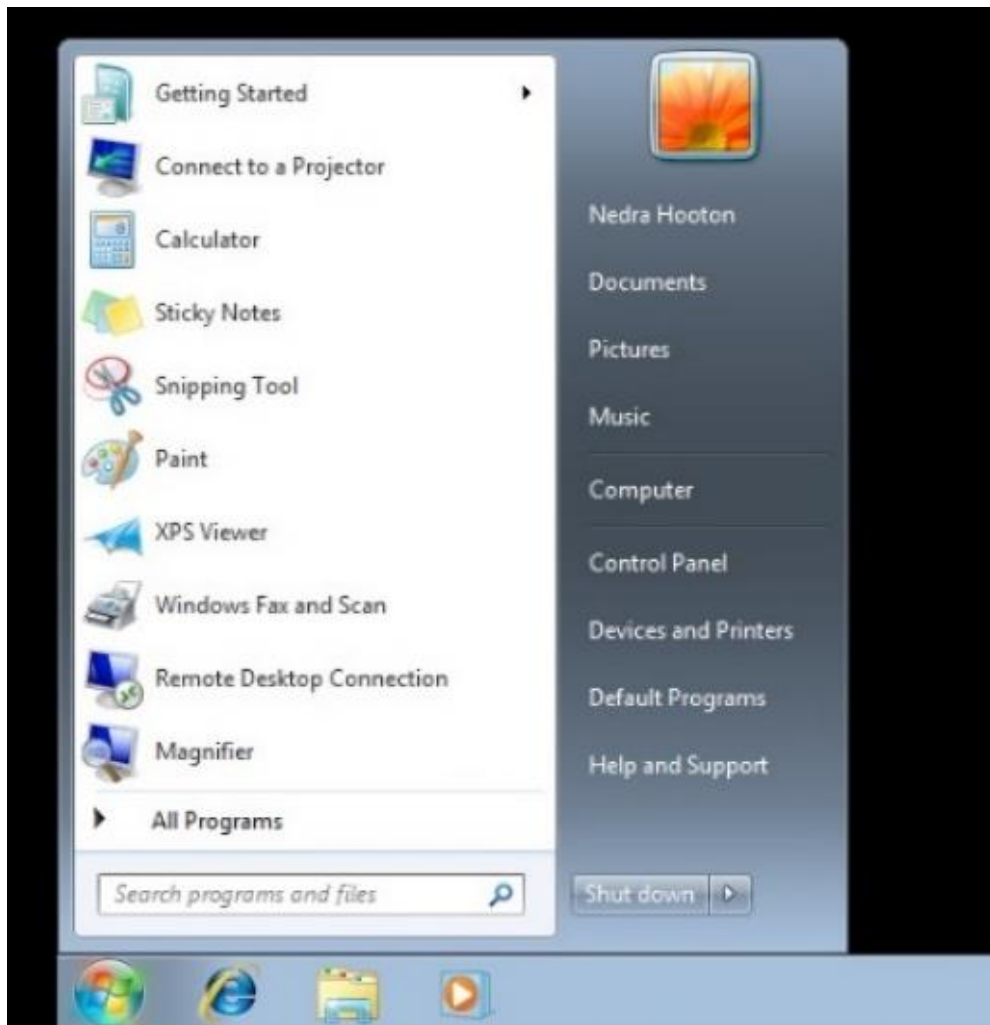 Getting Started
Connect to a Projector
Calculator
Sticky Notes
Snipping Tool
Paint
XPS Viewer
Windows Fax and Scan
Remote Desktop Connection
Magnifier
All Programs
Search programs and files
Nedra Hooton
Documents
Pictures
Music
Computer
Control Panel
Devices and Printers
Default Programs
Help and Support
Shut down